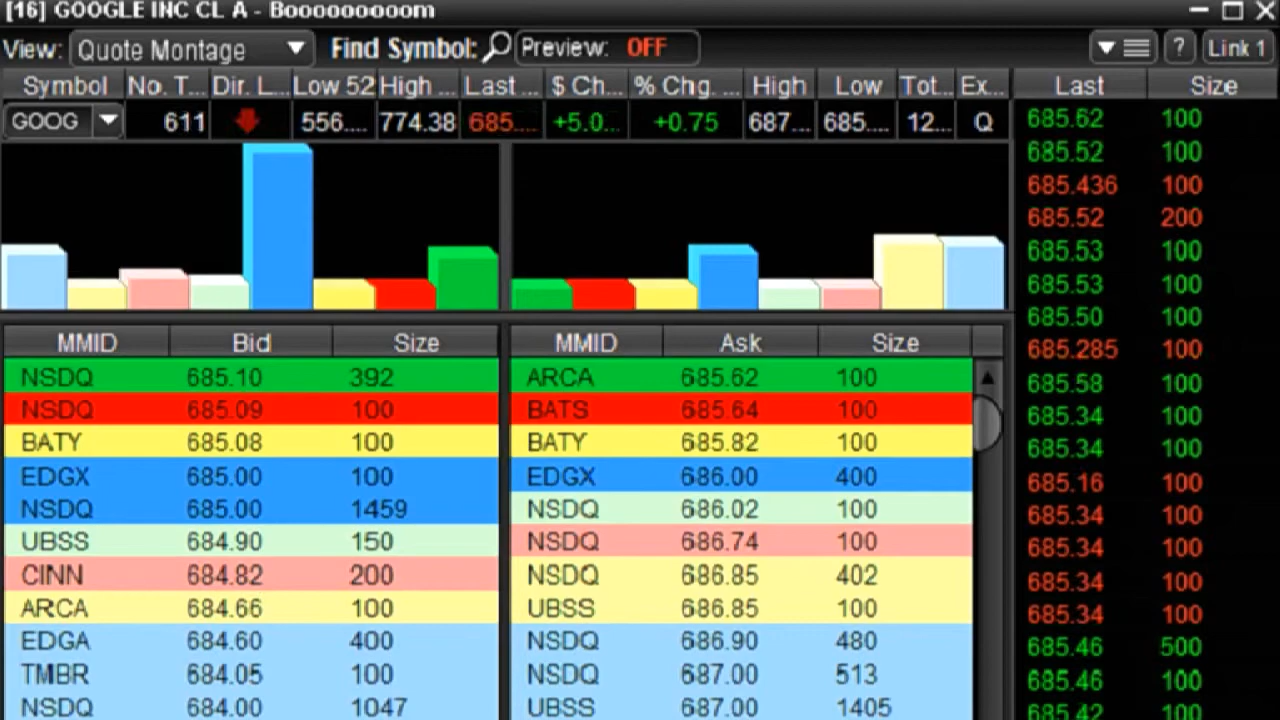 [16] GOOGLE INC CL A - Boooooooooom
View: Quote Montage Find Symbol: Preview: OFF ? Link 1
Symbol No. T... Dir. L... Low 52 High ... Last ... $ Ch... % Chg. ... High Low Tot... Ex... Last Size
GOOG 611 556.... 774.38 685.... +5.0... +0.75 687... 685.... 12... Q
685.62 100
685.52 100
685.436 100
685.52 200
685.53 100
685.53 100
685.50 100
685.285 100
685.58 100
685.34 100
685.34 100
685.16 100
685.34 100
685.34 100
685.34 100
685.34 100
685.46 500
685.46 100
685.42 100
MMID Bid Size MMID Ask Size
NSDQ 685.10 392 ARCA 685.62 100
NSDQ 685.09 100 BATS 685.64 100
BATY 685.08 100 BATY 685.82 100
EDGX 685.00 100 EDGX 686.00 400
NSDQ 685.00 1459 NSDQ 686.02 100
UBSS 684.90 150 NSDQ 686.74 100
CINN 684.82 200 NSDQ 686.85 402
ARCA 684.66 100 UBSS 686.85 100
EDGA 684.60 400 NSDQ 686.90 480
TMBR 684.05 100 NSDQ 687.00 513
NSDQ 684.00 1047 UBSS 687.00 1405